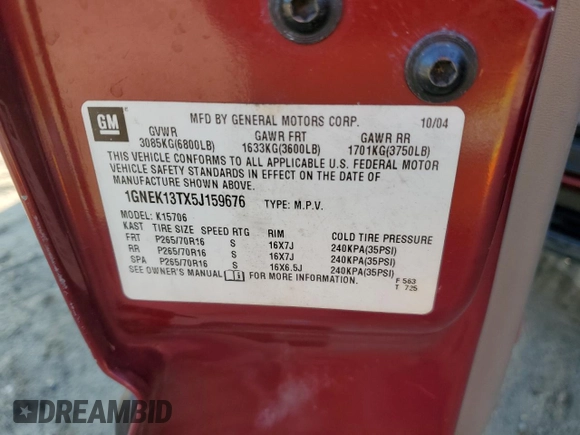 GM
MFD BY GENERAL MOTORS CORP. 10/04
GVWR GAWR FRT GAWR RR
3085KG(6800LB) 1633KG(3600LB) 1701KG(3750LB)
THIS VEHICLE CONFORMS TO ALL APPLICABLE U.S. FEDERAL MOTOR
VEHICLE SAFETY STANDARDS IN EFFECT ON THE DATE OF
MANUFACTURE SHOWN ABOVE.
1GNEK13TX5J159676 TYPE: M.P.V.
MODEL: K15706
KAST TIRE SIZE SPEED RTG RIM COLD TIRE PRESSURE
FRT P265/70R16 S 16X7J 240KPA(35PSI)
RR P265/70R16 S 16X7J 240KPA(35PSI)
SPA P265/70R16 S 16X6.5J 240KPA(35PSI)
SEE OWNER'S MANUAL FOR MORE INFORMATION.
F 563
T 725
DREAMBID